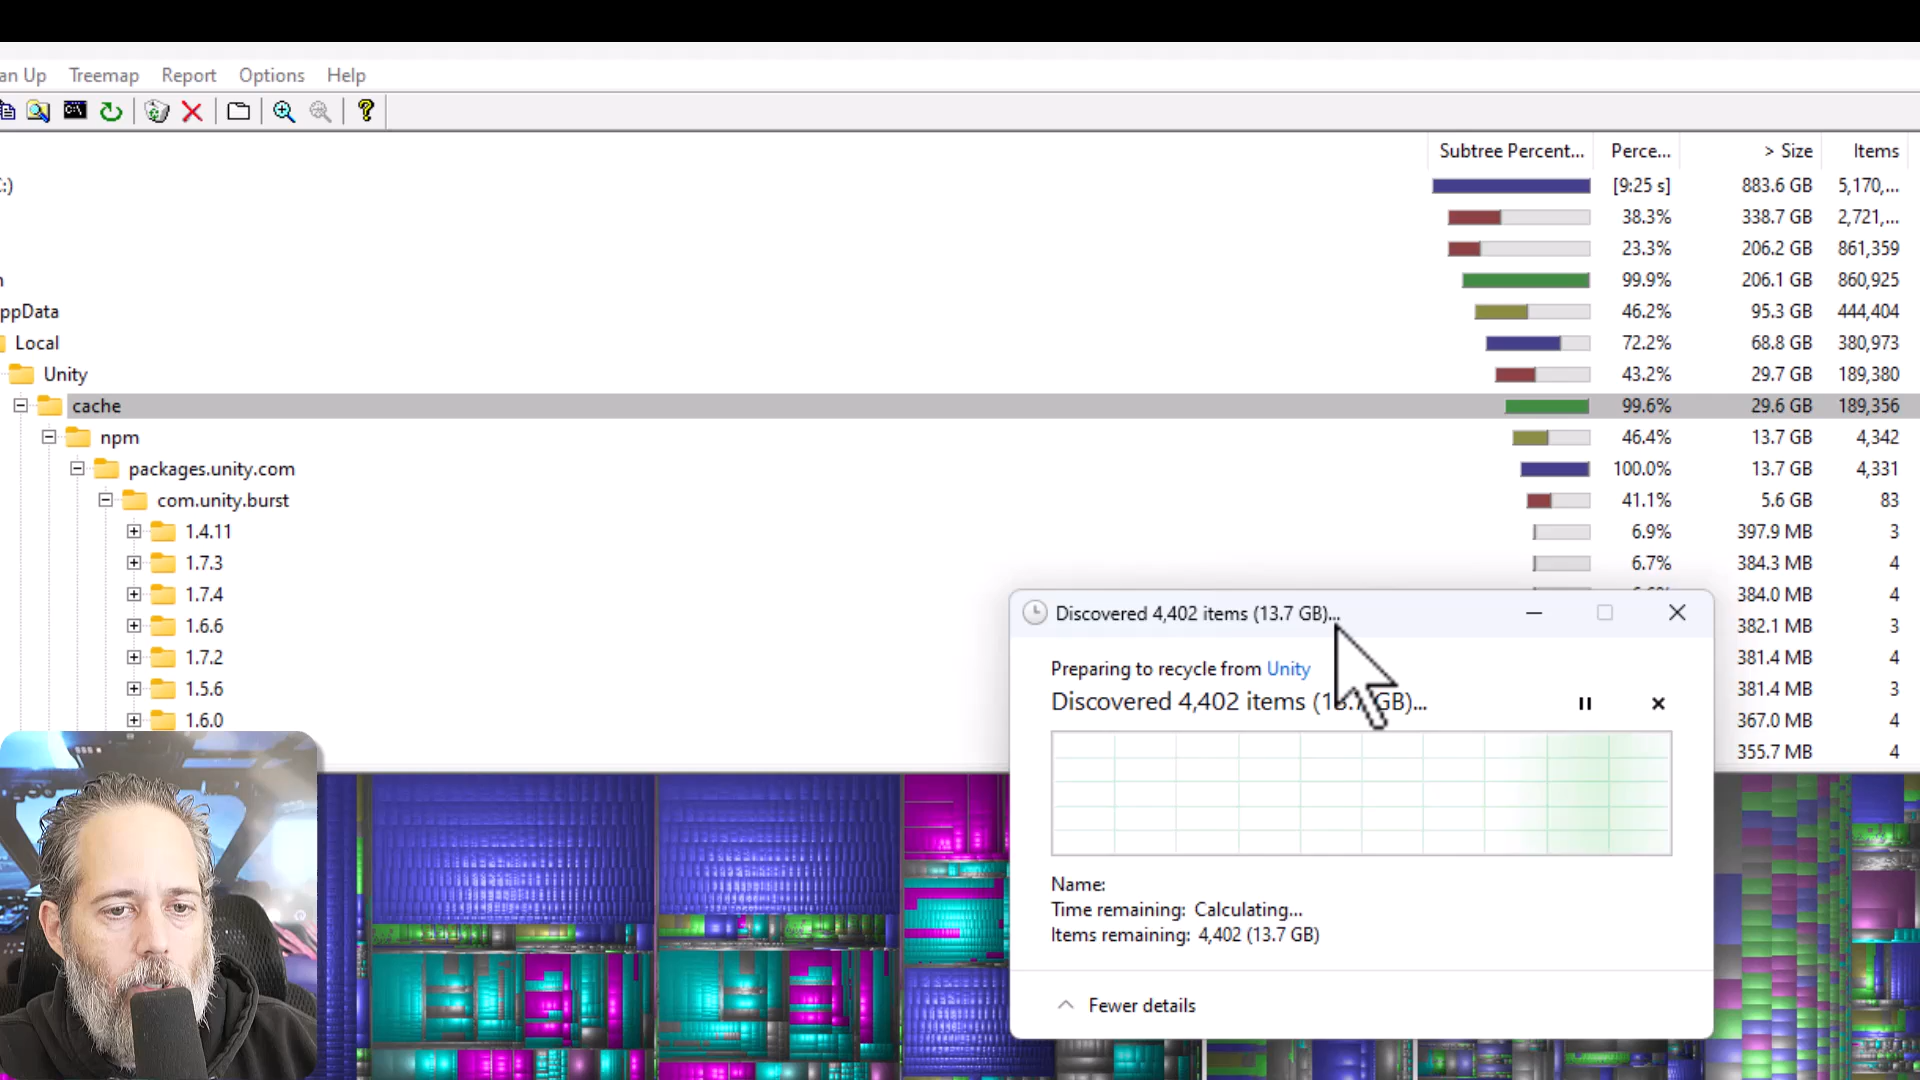 an Up Treemap Report Options Help
Subtree Percent... Perce... > Size Items
:) [9:25 s] 883.6 GB 5,170,...
38.3% 338.7 GB 2,721,...
23.3% 206.2 GB 861,359
n 99.9% 206.1 GB 860,925
ppData 46.2% 95.3 GB 444,404
Local 72.2% 68.8 GB 380,973
Unity 43.2% 29.7 GB 189,380
cache 99.6% 29.6 GB 189,356
npm 46.4% 13.7 GB 4,342
packages.unity.com 100.0% 13.7 GB 4,331
com.unity.burst 41.1% 5.6 GB 83
1.4.11 6.9% 397.9 MB 3
1.7.3 6.7% 384.3 MB 4
1.7.4 384.0 MB 4
1.6.6 382.1 MB 3
1.7.2 381.4 MB 4
1.5.6 381.4 MB 3
1.6.0 367.0 MB 4
355.7 MB 4
Discovered 4,402 items (13.7 GB)...
Preparing to recycle from Unity
Discovered 4,402 items (13.7 GB)...
Name:
Time remaining: Calculating...
Items remaining: 4,402 (13.7 GB)
Fewer details